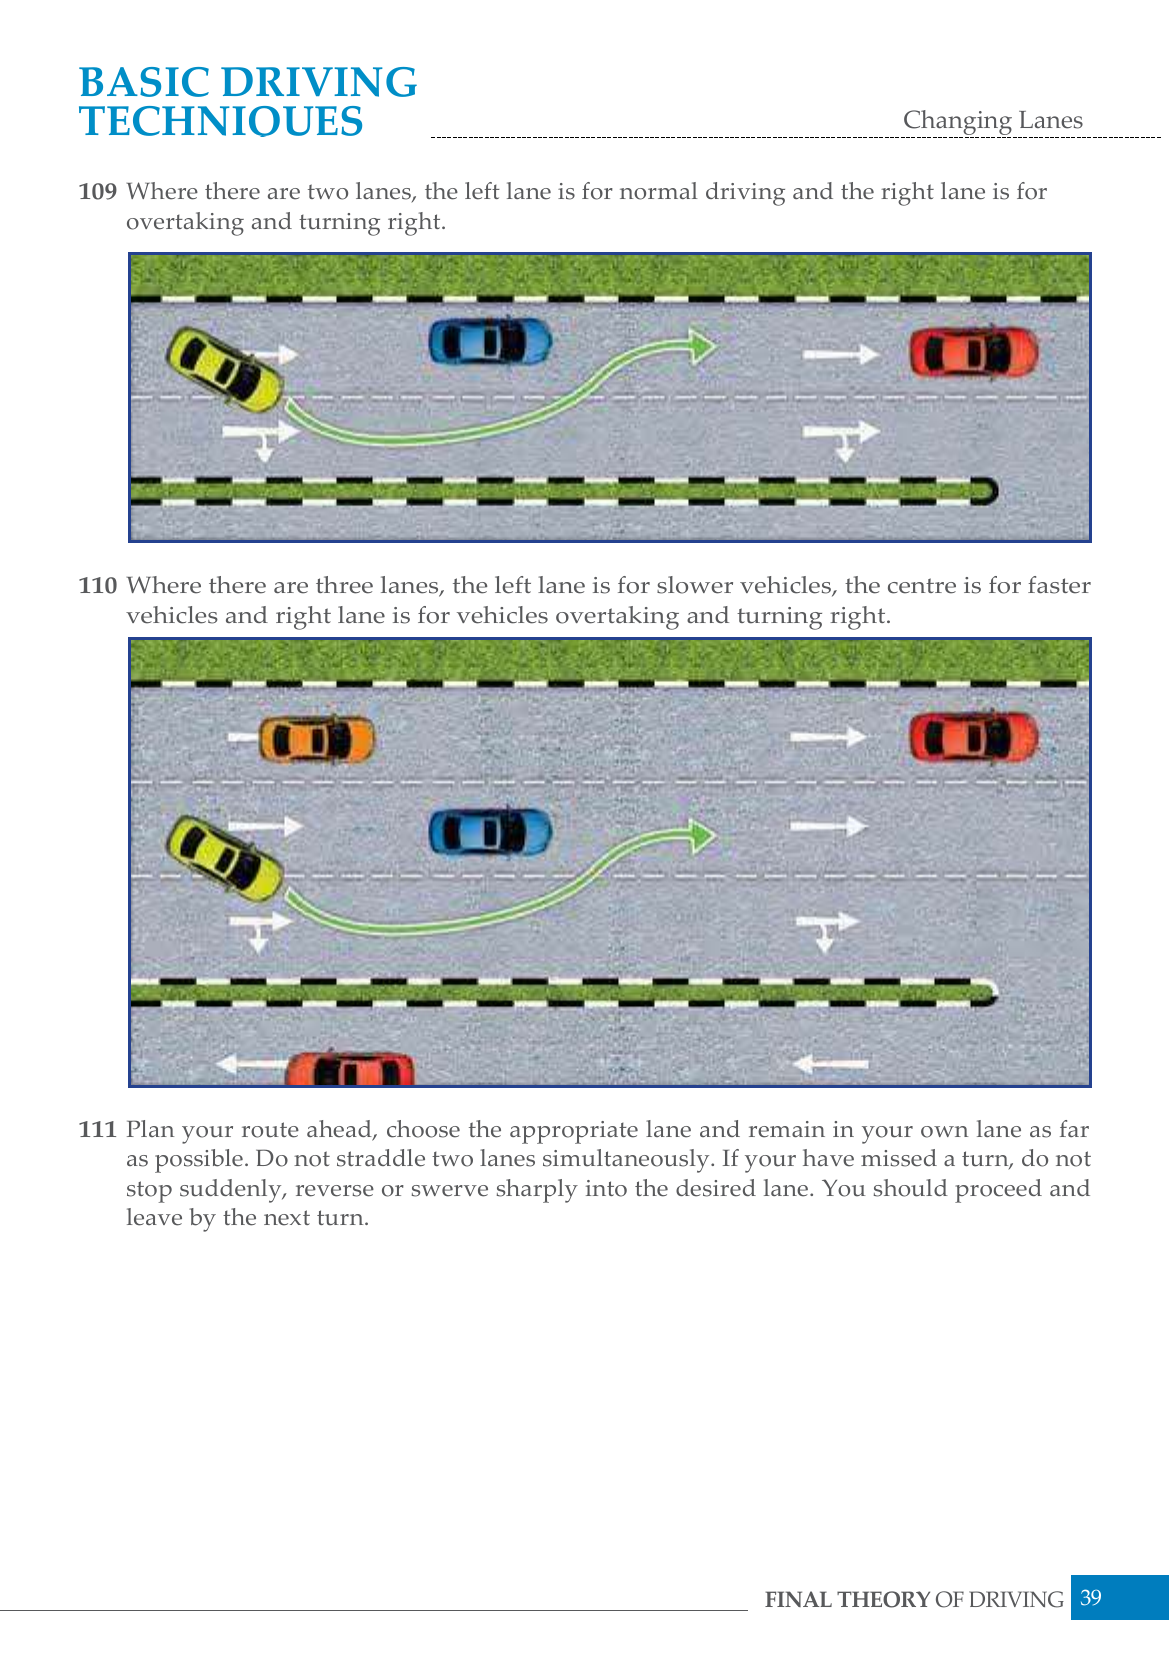 BASIC DRIVING
TECHNIQUES
Changing Lanes
109 Where there are two lanes, the left lane is for normal driving and the right lane is for
overtaking and turning right.
110 Where there are three lanes, the left lane is for slower vehicles, the centre is for faster
vehicles and right lane is for vehicles overtaking and turning right.
111 Plan your route ahead, choose the appropriate lane and remain in your own lane as far
as possible. Do not straddle two lanes simultaneously. If your have missed a turn, do not
stop suddenly, reverse or swerve sharply into the desired lane. You should proceed and
leave by the next turn.
FINAL THEORY OF DRIVING 39